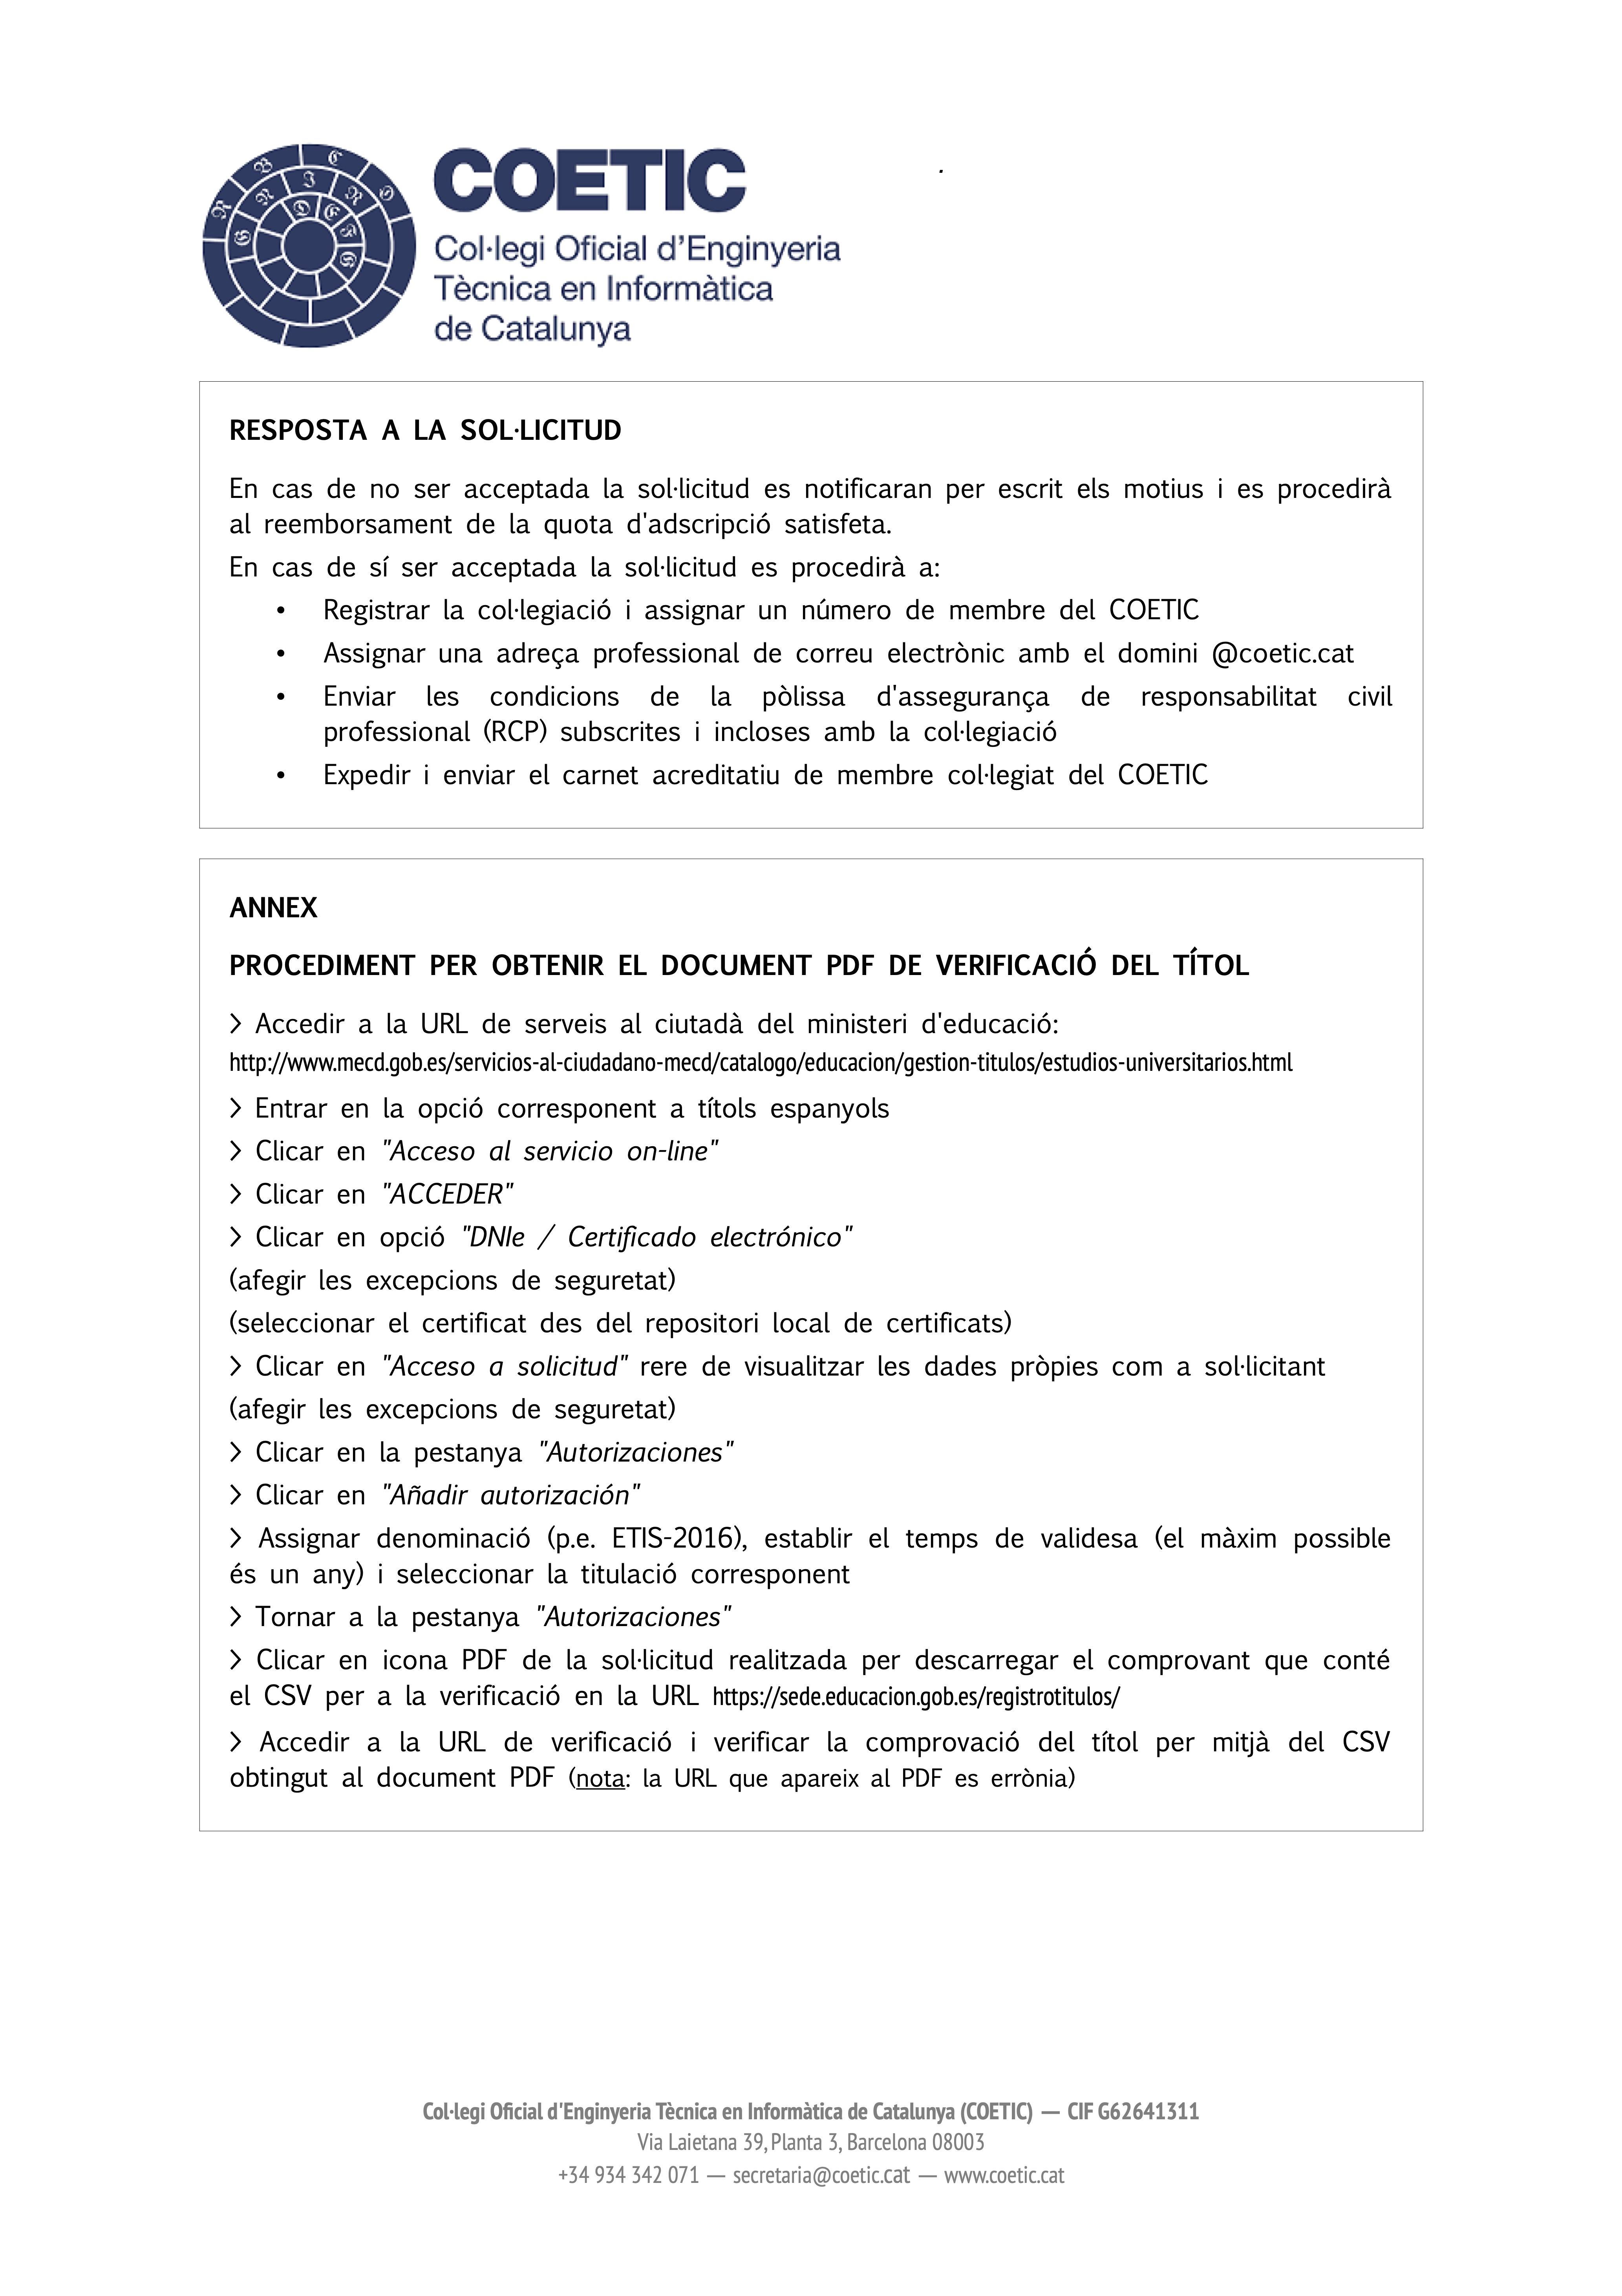 COETIC
Col·legi Oficial d'Enginyeria
Tècnica en Informàtica
de Catalunya
RESPOSTA A LA SOL·LICITUD
En cas de no ser acceptada la sol·licitud es notificaran per escrit els motius i es procedirà
al reemborsament de la quota d'adscripció satisfeta.
En cas de sí ser acceptada la sol·licitud es procedirà a:
• Registrar la col·legiació i assignar un número de membre del COETIC
• Assignar una adreça professional de correu electrònic amb el domini @coetic.cat
• Enviar les condicions de la pòlissa d'assegurança de responsabilitat civil
professional (RCP) subscrites i incloses amb la col·legiació
• Expedir i enviar el carnet acreditatiu de membre col·legiat del COETIC
ANNEX
PROCEDIMENT PER OBTENIR EL DOCUMENT PDF DE VERIFICACIÓ DEL TÍTOL
> Accedir a la URL de serveis al ciutadà del ministeri d'educació:
http://www.mecd.gob.es/servicios-al-ciudadano-mecd/catalogo/educacion/gestion-titulos/estudios-universitarios.html
> Entrar en la opció corresponent a títols espanyols
> Clicar en "Acceso al servicio on-line"
> Clicar en "ACCEDER"
> Clicar en opció "DNIe / Certificado electrónico"
(afegir les excepcions de seguretat)
(seleccionar el certificat des del repositori local de certificats)
> Clicar en "Acceso a solicitud" rere de visualitzar les dades pròpies com a sol·licitant
(afegir les excepcions de seguretat)
> Clicar en la pestanya "Autorizaciones"
> Clicar en "Añadir autorización"
> Assignar denominació (p.e. ETIS-2016), establir el temps de validesa (el màxim possible
és un any) i seleccionar la titulació corresponent
> Tornar a la pestanya "Autorizaciones"
> Clicar en icona PDF de la sol·licitud realitzada per descarregar el comprovant que conté
el CSV per a la verificació en la URL https://sede.educacion.gob.es/registrotitulos/
> Accedir a la URL de verificació i verificar la comprovació del títol per mitjà del CSV
obtingut al document PDF (nota: la URL que apareix al PDF es errònia)
Col·legi Oficial d'Enginyeria Tècnica en Informàtica de Catalunya (COETIC) — CIF G62641311
Via Laietana 39, Planta 3, Barcelona 08003
+34 934 342 071 — secretaria@coetic.cat — www.coetic.cat